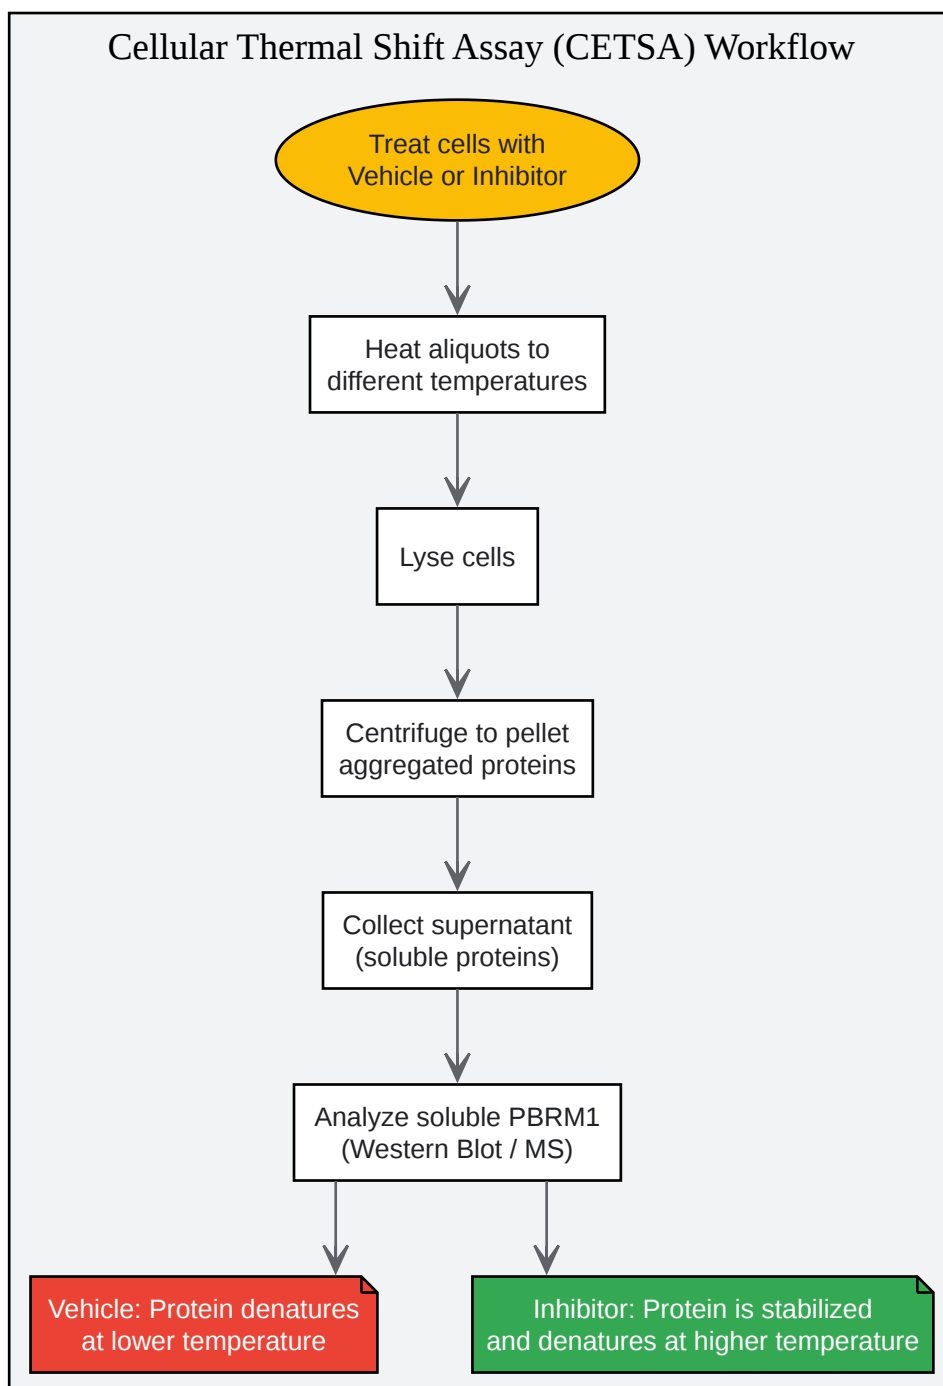 Cellular Thermal Shift Assay (CETSA) Workflow
Treat cells with
Vehicle or Inhibitor
Heat aliquots to
different temperatures
Lyse cells
Centrifuge to pellet
aggregated proteins
Collect supernatant
(soluble proteins)
Analyze soluble PBRM1
(Western Blot / MS)
Vehicle: Protein denatures
at lower temperature
Inhibitor: Protein is stabilized
and denatures at higher temperature